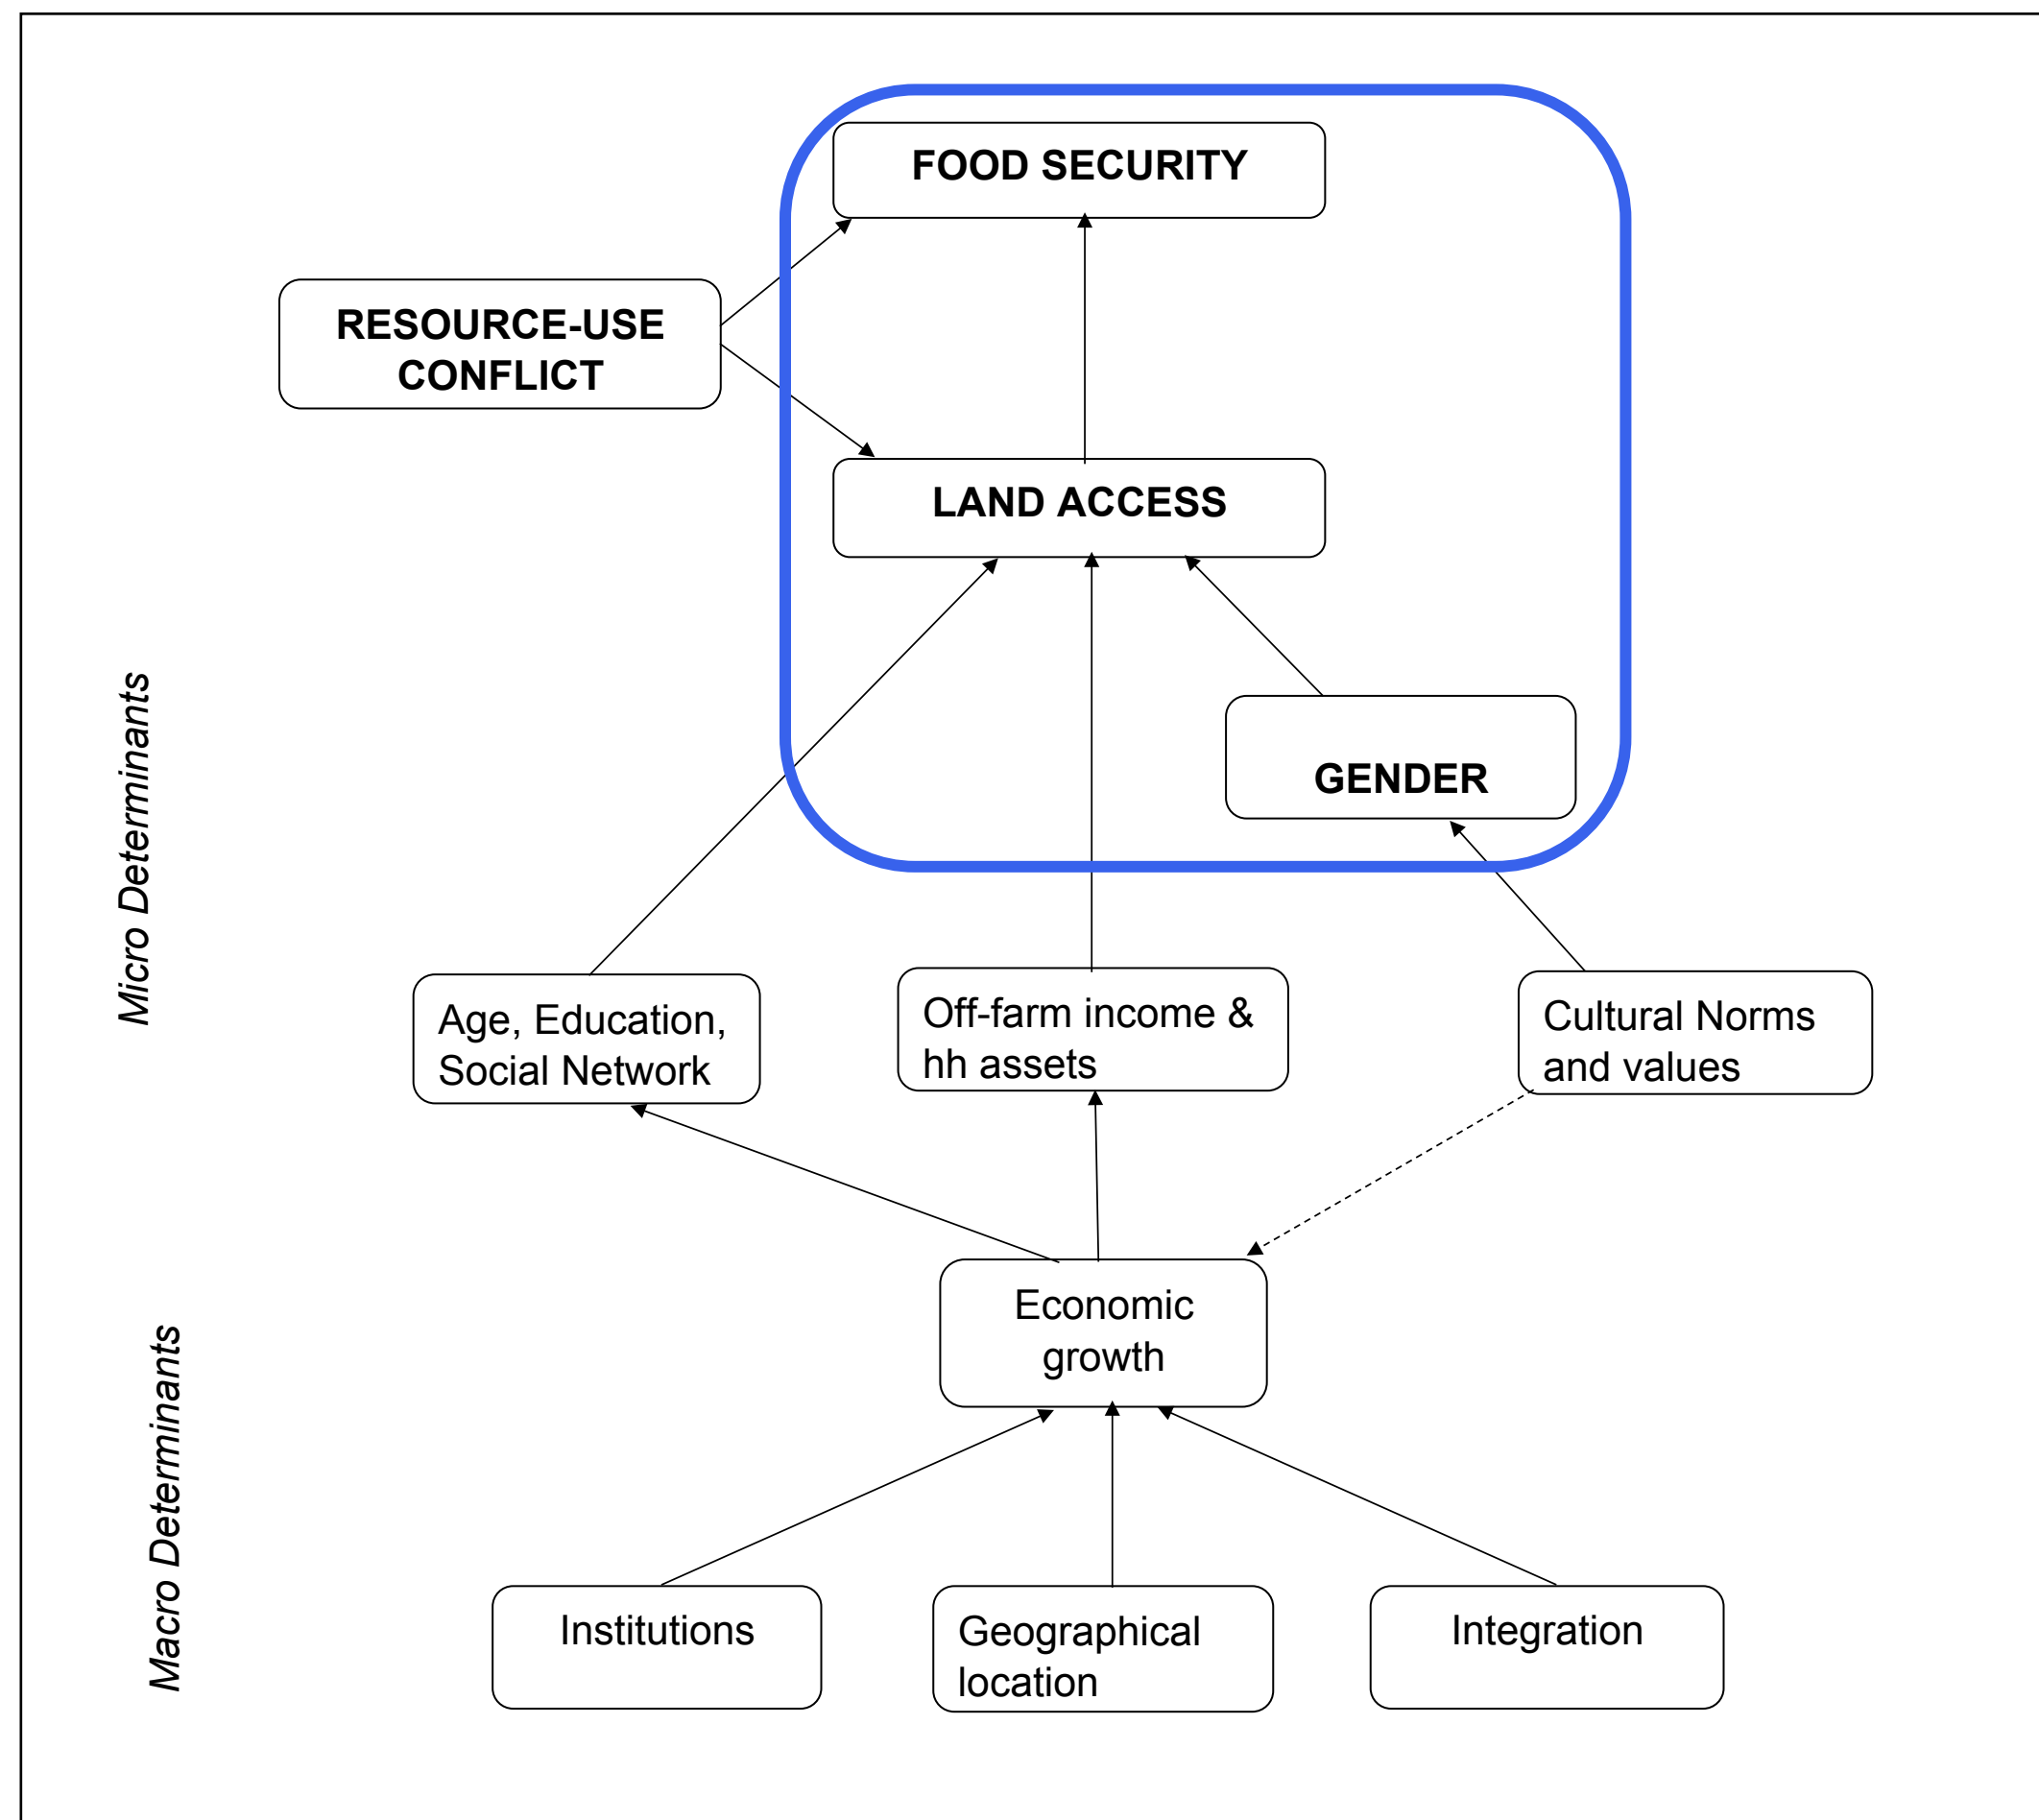 FOOD SECURITY
RESOURCE-USE
CONFLICT
LAND ACCESS
GENDER
Micro Determinants
Age, Education,
Social Network
Off-farm income &
hh assets
Cultural Norms
and values
Economic
growth
Macro Determinants
Institutions
Geographical
location
Integration